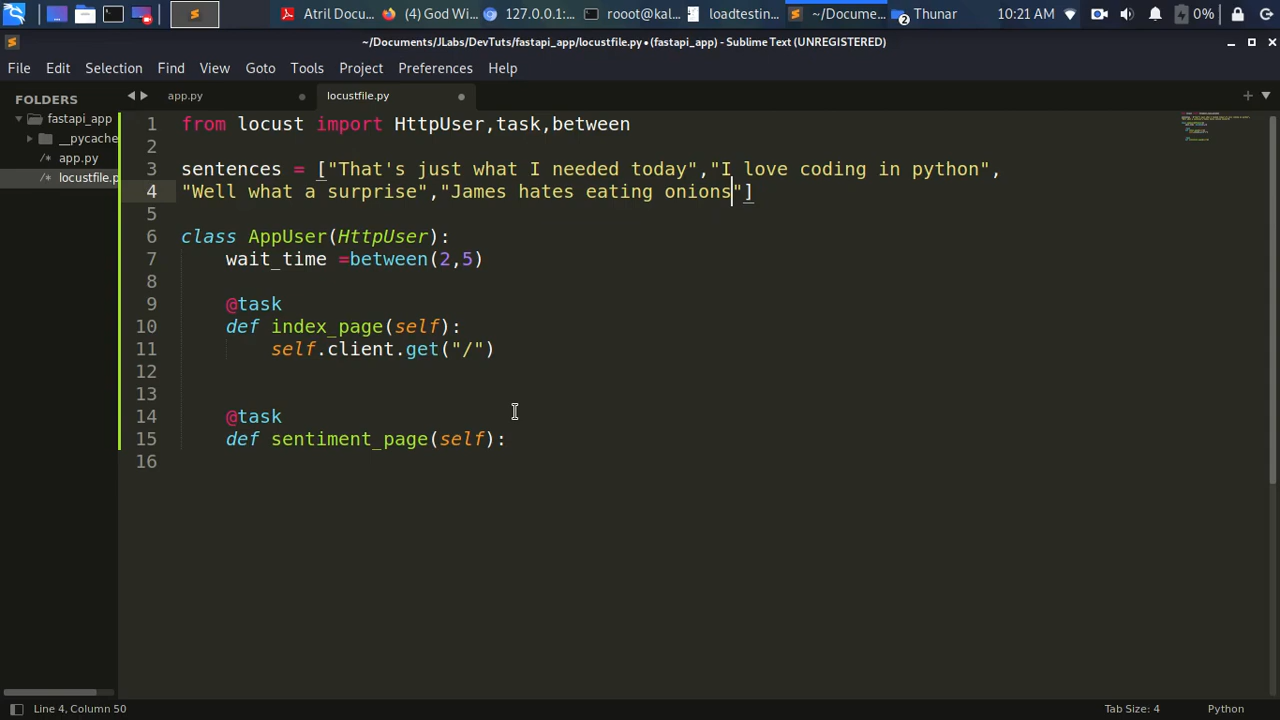 Atril Docu...
(4) God Wi...
127.0.0.1:...
rooot@kal...
loadtestin...
~/Docume...
2
Thunar
10:21 AM
0%
~/Documents/JLabs/DevTuts/fastapi_app/locustfile.py • (fastapi_app) - Sublime Text (UNREGISTERED)
File Edit Selection Find View Goto Tools Project Preferences Help
FOLDERS
fastapi_app
__pycache
/* app.py
/* locustfile.p
app.py
locustfile.py
1 from locust import HttpUser,task,between
2
3 sentences = ["That's just what I needed today","I love coding in python",
4 "Well what a surprise","James hates eating onions"]
5
6 class AppUser(HttpUser):
7     wait_time =between(2,5)
8
9     @task
10     def index_page(self):
11         self.client.get("/")
12
13
14     @task
15     def sentiment_page(self):
16
Line 4, Column 50
Tab Size: 4
Python